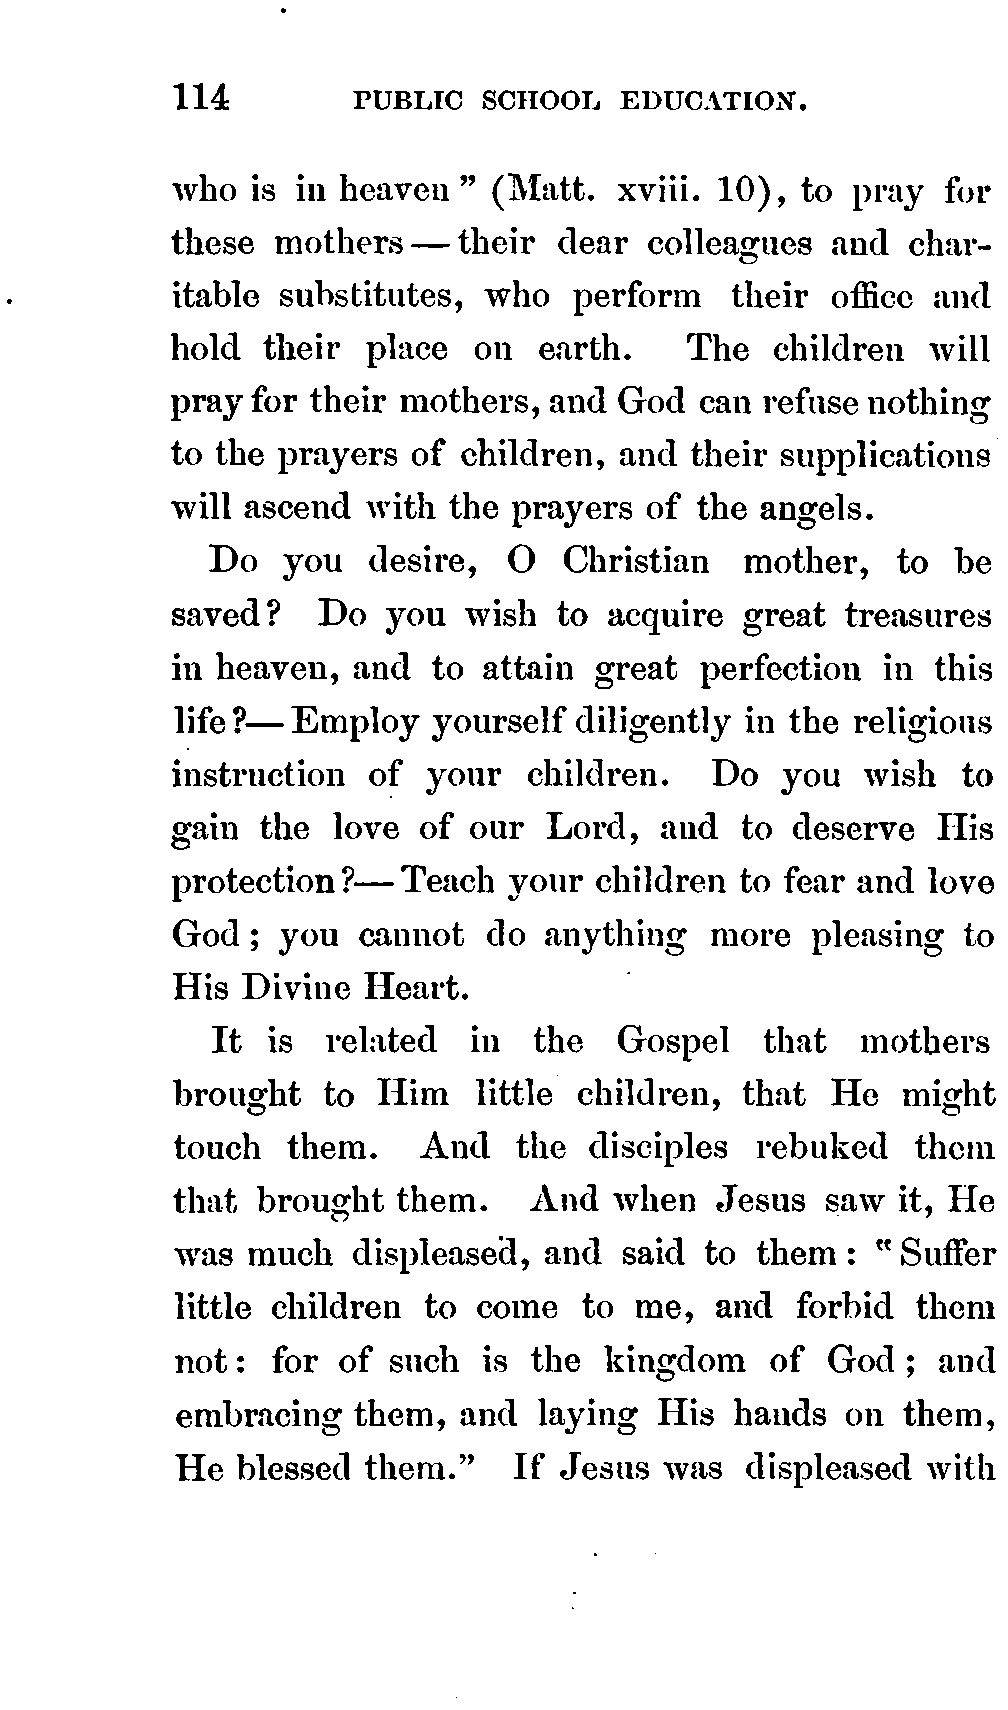 114 PUBLIC SCHOOL EDUCATION.
who is in heaven" (Matt. xviii. 10), to pray for
these mothers — their dear colleagues and char-
itable substitutes, who perform their office and
hold their place on earth. The children will
pray for their mothers, and God can refuse nothing
to the prayers of children, and their supplications
will ascend with the prayers of the angels.
Do you desire, O Christian mother, to be
saved? Do you wish to acquire great treasures
in heaven, and to attain great perfection in this
life?— Employ yourself diligently in the religious
instruction of your children. Do you wish to
gain the love of our Lord, and to deserve His
protection?— Teach your children to fear and love
God; you cannot do anything more pleasing to
His Divine Heart.
It is related in the Gospel that mothers
brought to Him little children, that He might
touch them. And the disciples rebuked them
that brought them. And when Jesus saw it, He
was much displeased, and said to them: "Suffer
little children to come to me, and forbid them
not: for of such is the kingdom of God; and
embracing them, and laying His hands on them,
He blessed them." If Jesus was displeased with